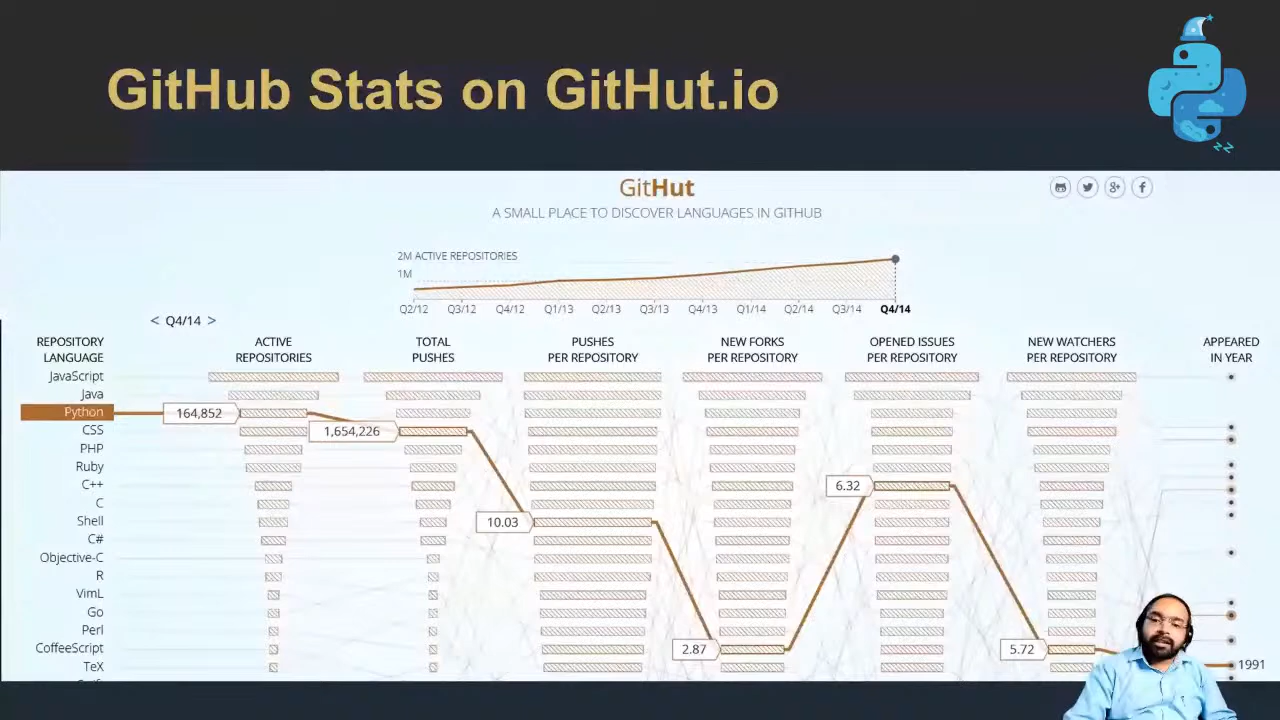 GitHub Stats on GitHut.io
zz
GitHut
A SMALL PLACE TO DISCOVER LANGUAGES IN GITHUB
2M ACTIVE REPOSITORIES
1M
Q2/12 Q3/12 Q4/12 Q1/13 Q2/13 Q3/13 Q4/13 Q1/14 Q2/14 Q3/14 Q4/14
< Q4/14 >
REPOSITORY LANGUAGE
ACTIVE REPOSITORIES
TOTAL PUSHES
PUSHES PER REPOSITORY
NEW FORKS PER REPOSITORY
OPENED ISSUES PER REPOSITORY
NEW WATCHERS PER REPOSITORY
APPEARED IN YEAR
JavaScript
Java
Python 164,852
CSS 1,654,226
PHP
Ruby
C++ 6.32
C
Shell 10.03
C#
Objective-C
R
VimL
Go
Perl
CoffeeScript 2.87 5.72
TeX 1991